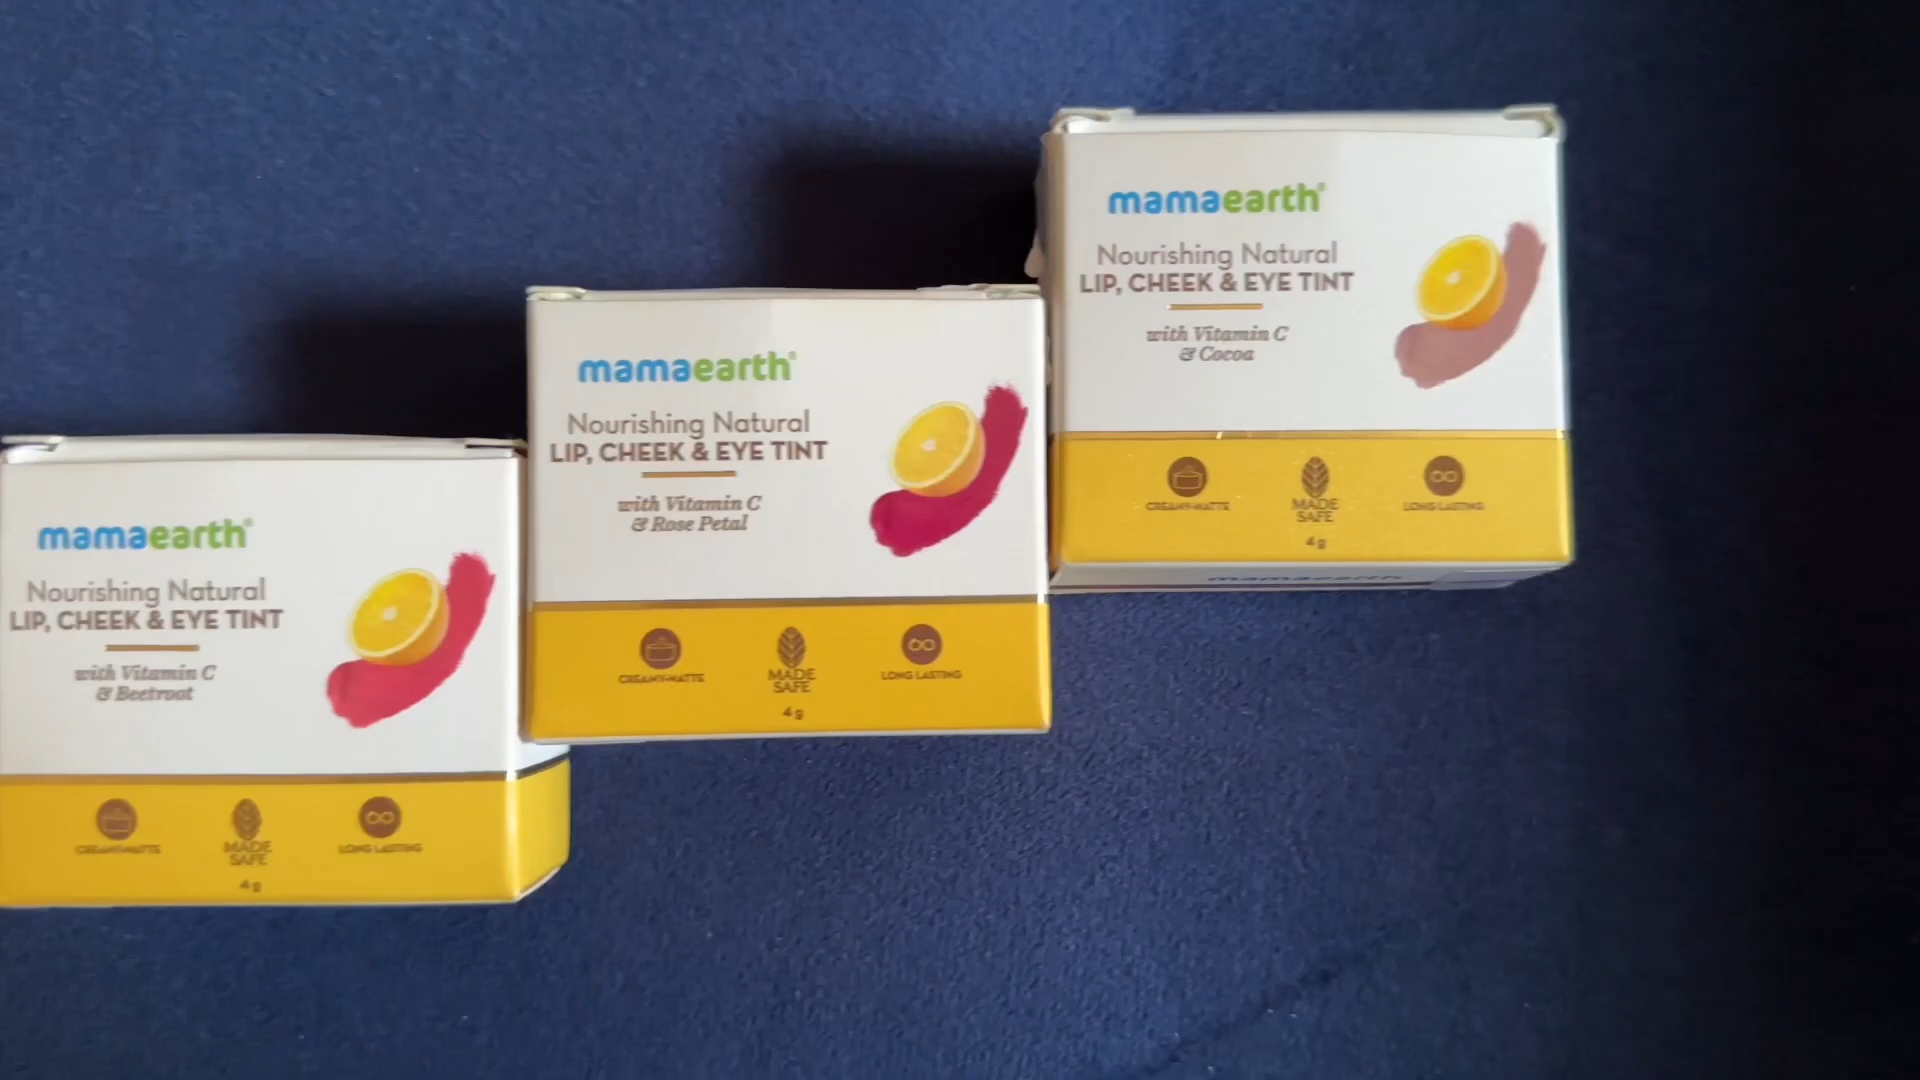 mamaearth
Nourishing Natural
LIP, CHEEK & EYE TINT
with Vitamin C
& Beetroot
CREAMY-MATTE
MADE
SAFE
LONG LASTING
4g
mamaearth
Nourishing Natural
LIP, CHEEK & EYE TINT
with Vitamin C
& Rose Petal
CREAMY-MATTE
MADE
SAFE
LONG LASTING
4g
mamaearth
Nourishing Natural
LIP, CHEEK & EYE TINT
with Vitamin C
& Cocoa
CREAMY-MATTE
MADE
SAFE
LONG LASTING
4g
mamaearth